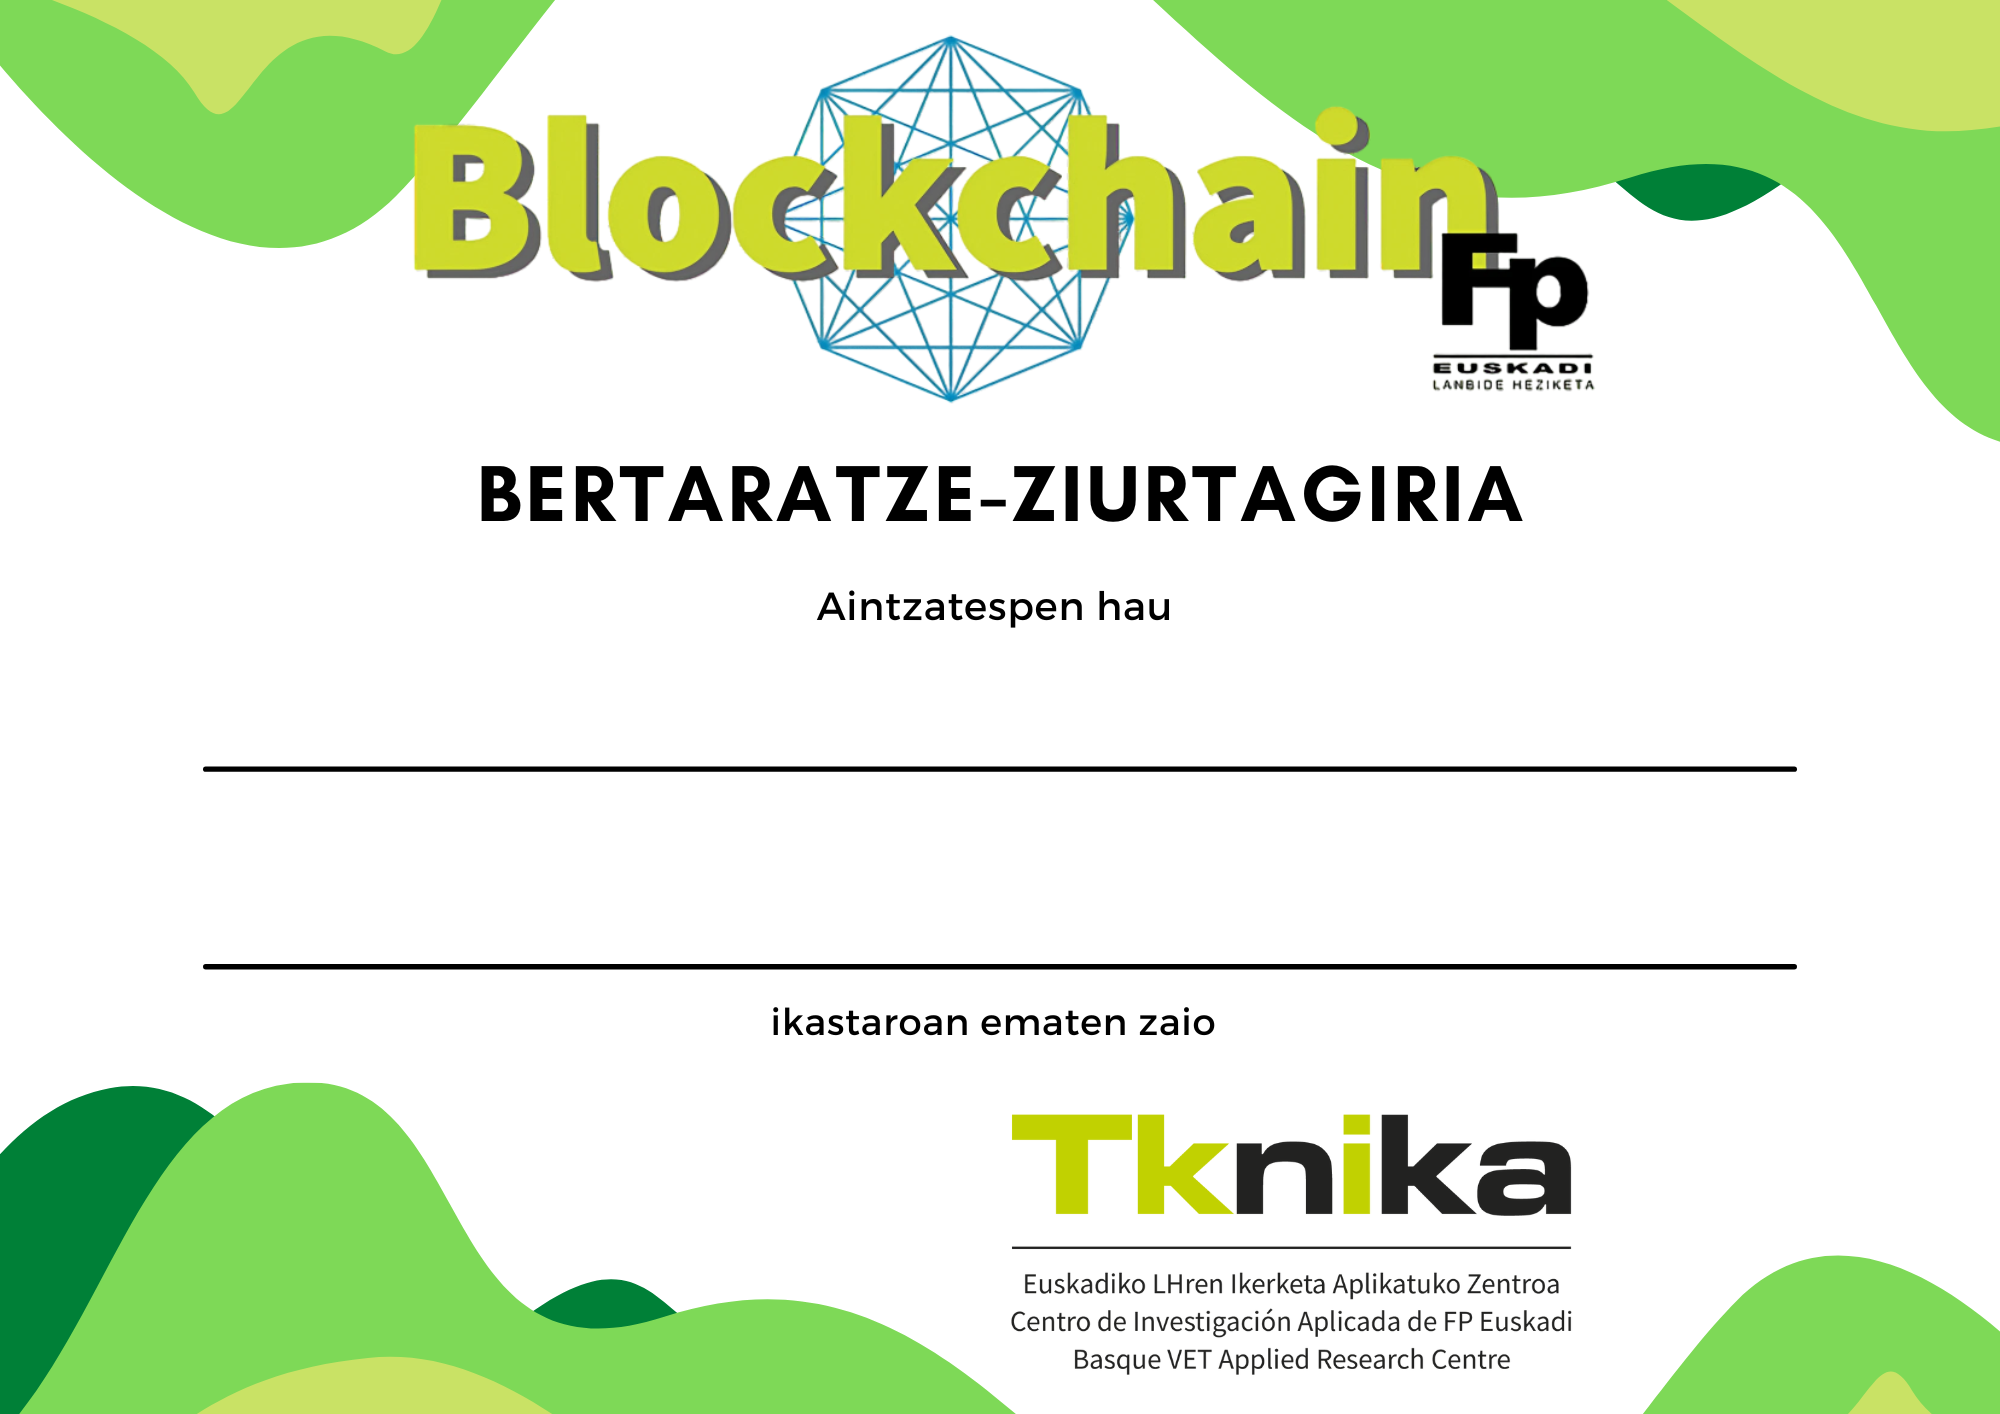 Blockchain
Fp
EUSKADI
LANBIDE HEZIKETA
BERTARATZE-ZIURTAGIRIA
Aintzatespen hau
ikastaroan ematen zaio
Tknika
Euskadiko LHren Ikerketa Aplikatuko Zentroa
Centro de Investigación Aplicada de FP Euskadi
Basque VET Applied Research Centre